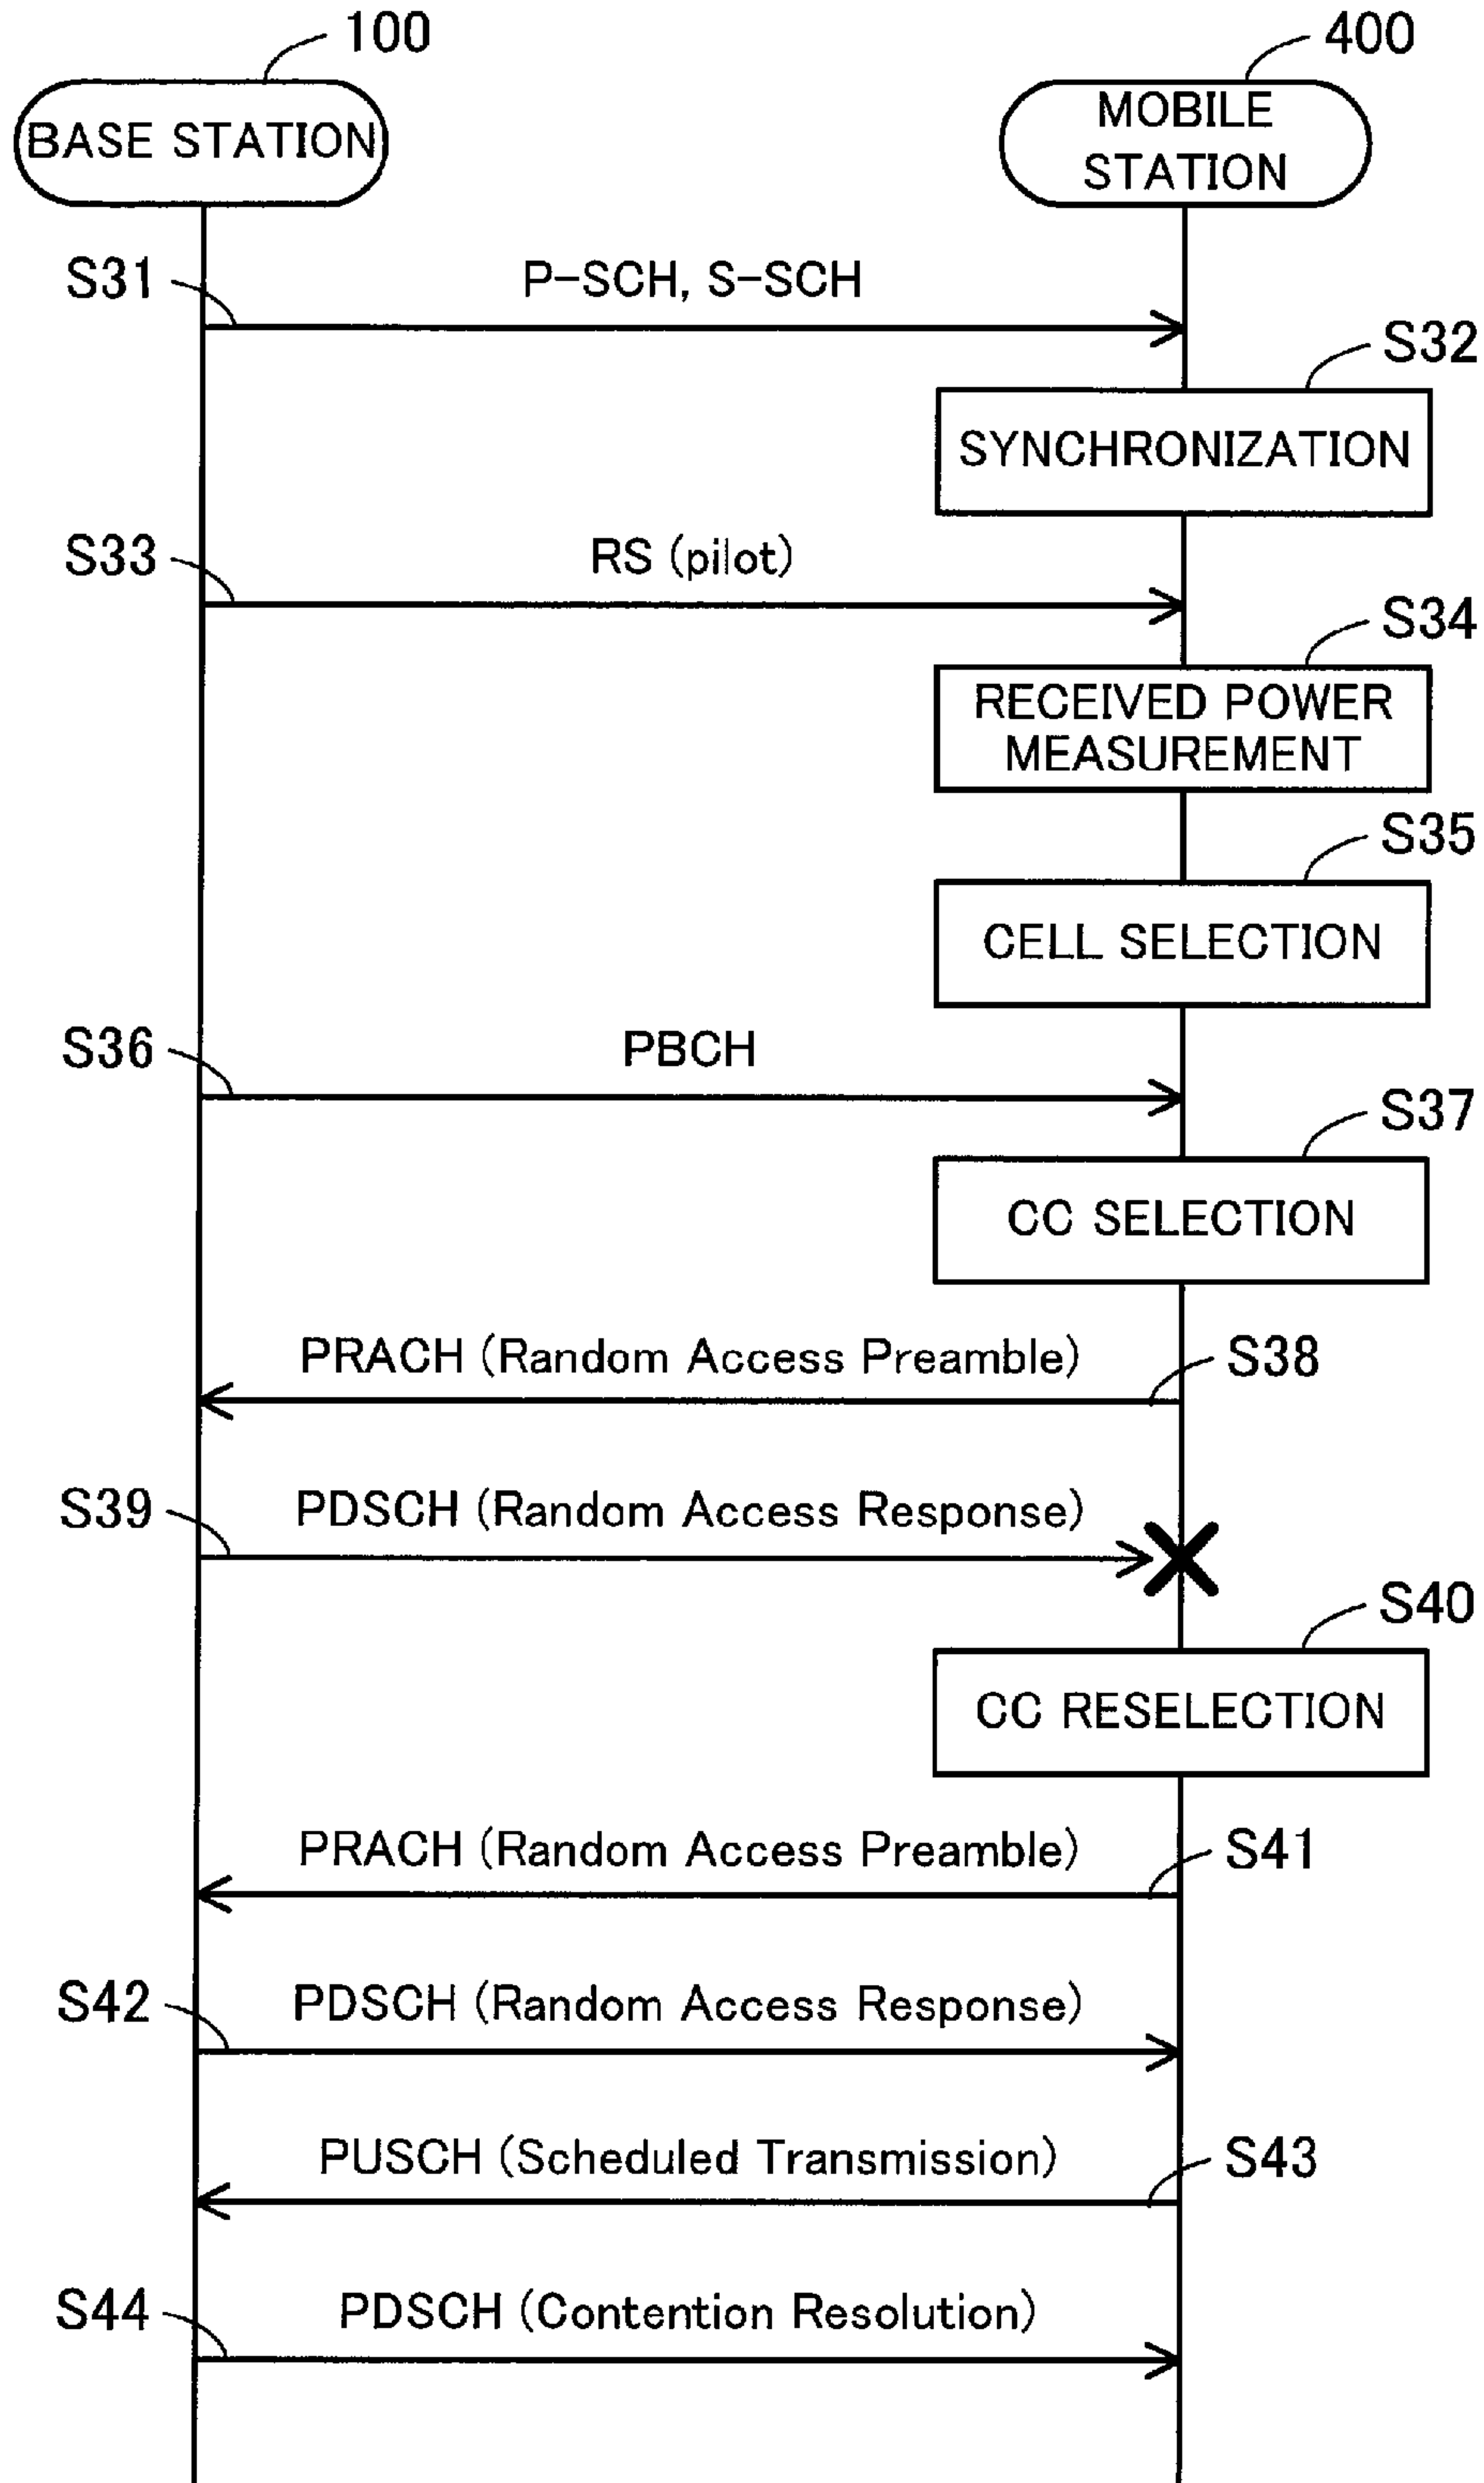 100
400
BASE STATION
MOBILE
STATION
S31
P-SCH, S-SCH
S32
SYNCHRONIZATION
S33
RS (pilot)
S34
RECEIVED POWER
MEASUREMENT
S35
CELL SELECTION
S36
PBCH
S37
CC SELECTION
PRACH (Random Access Preamble)
S38
S39
PDSCH (Random Access Response)
S40
CC RESELECTION
PRACH (Random Access Preamble)
S41
S42
PDSCH (Random Access Response)
PUSCH (Scheduled Transmission)
S43
S44
PDSCH (Contention Resolution)